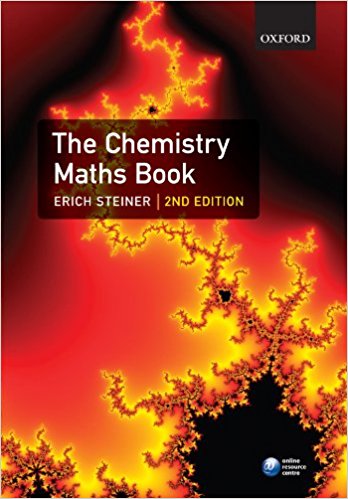 OXFORD
The Chemistry
Maths Book
ERICH STEINER | 2ND EDITION
online
resource
centre